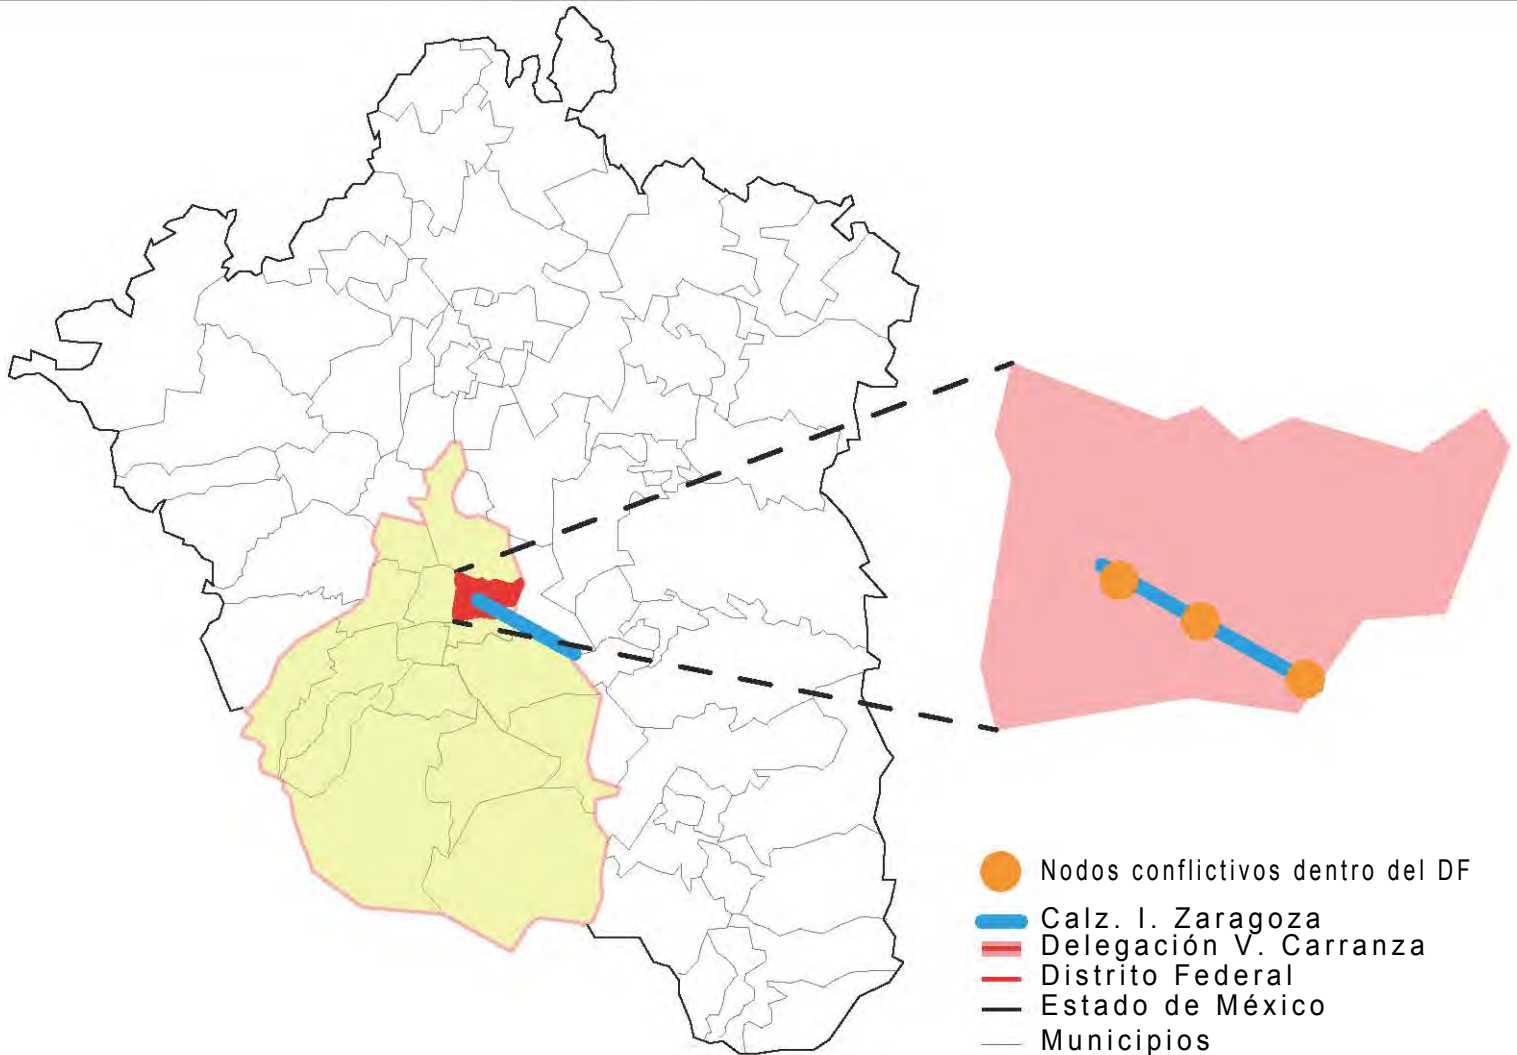 Nodos conflictivos dentro del DF
Calz. I. Zaragoza
Delegación V. Carranza
Distrito Federal
Estado de México
Municipios